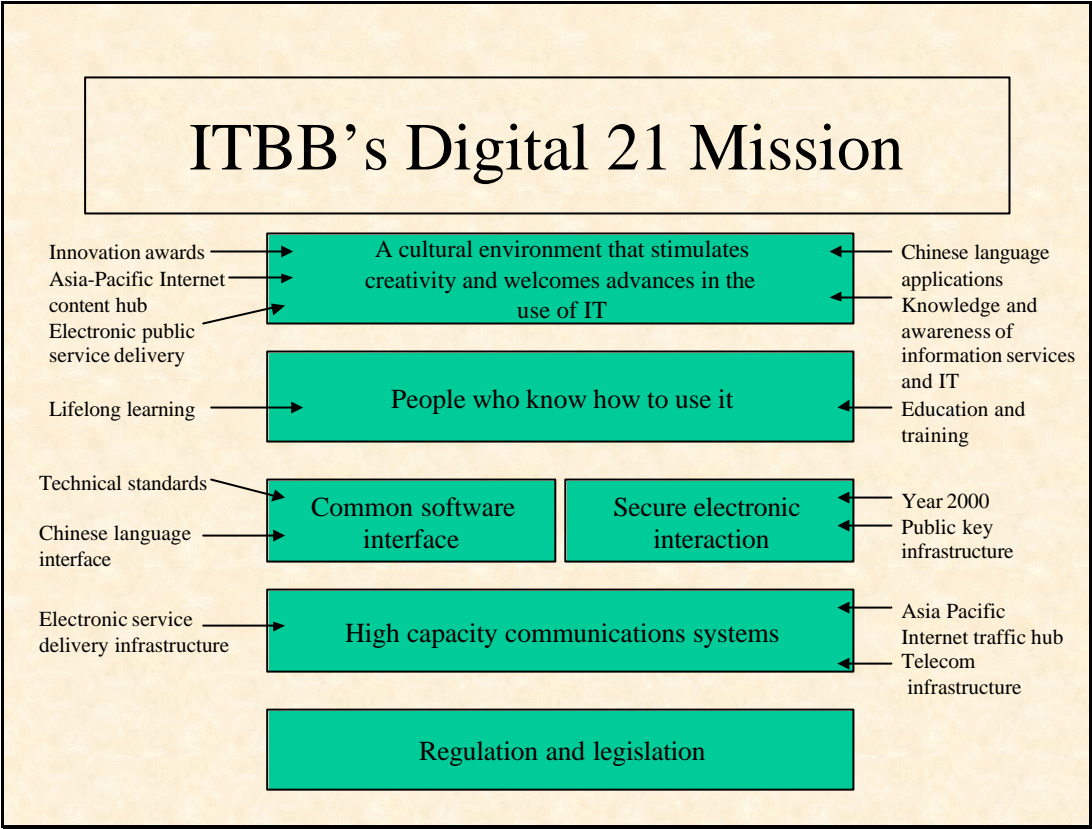 ITBB’s Digital 21 Mission
Innovation awards
Asia-Pacific Internet
content hub
Electronic public
service delivery
A cultural environment that stimulates
creativity and welcomes advances in the
use of IT
Chinese language
applications
Knowledge and
awareness of
information services
and IT
Lifelong learning
People who know how to use it
Education and
training
Technical standards
Chinese language
interface
Common software
interface
Secure electronic
interaction
Year 2000
Public key
infrastructure
Electronic service
delivery infrastructure
High capacity communications systems
Asia Pacific
Internet traffic hub
Telecom
infrastructure
Regulation and legislation